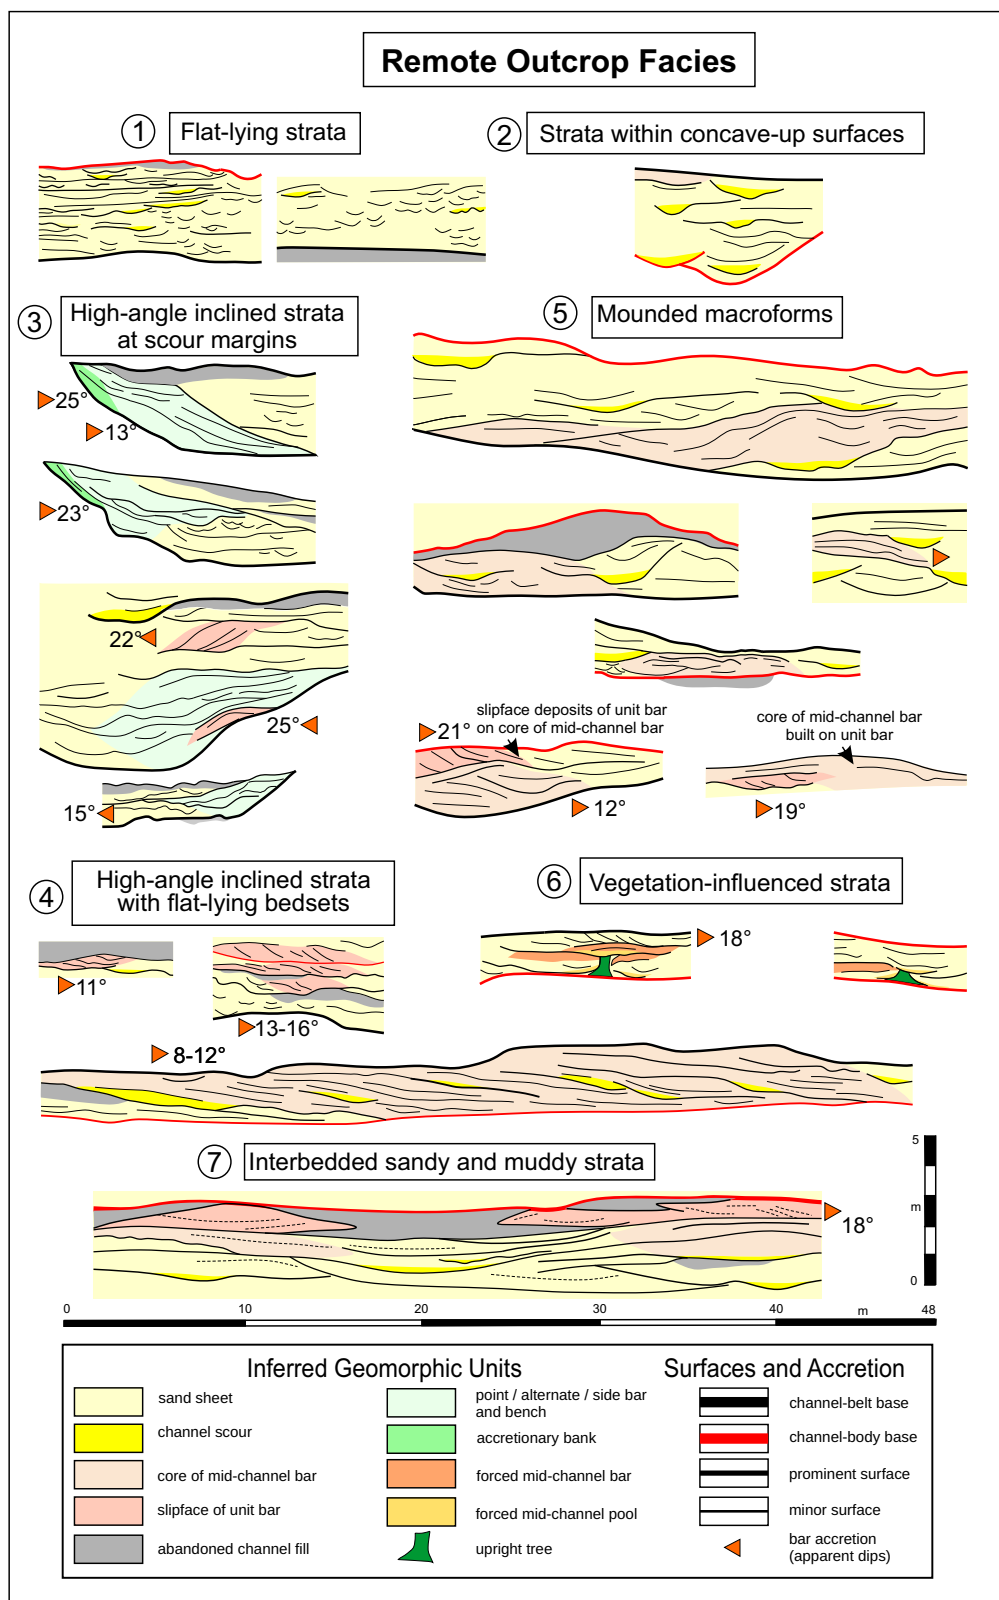 Remote Outcrop Facies
1 Flat-lying strata
2 Strata within concave-up surfaces
3 High-angle inclined strata
at scour margins
25°
13°
23°
22°
25°
15°
5 Mounded macroforms
slipface deposits of unit bar
on core of mid-channel bar
21°
12°
core of mid-channel bar
built on unit bar
19°
4 High-angle inclined strata
with flat-lying bedsets
11°
13-16°
8-12°
6 Vegetation-influenced strata
18°
7 Interbedded sandy and muddy strata
18°
5
m
0
0 10 20 30 40 m 48
Inferred Geomorphic Units
sand sheet
channel scour
core of mid-channel bar
slipface of unit bar
abandoned channel fill
point / alternate / side bar
and bench
accretionary bank
forced mid-channel bar
forced mid-channel pool
upright tree
Surfaces and Accretion
channel-belt base
channel-body base
prominent surface
minor surface
bar accretion
(apparent dips)